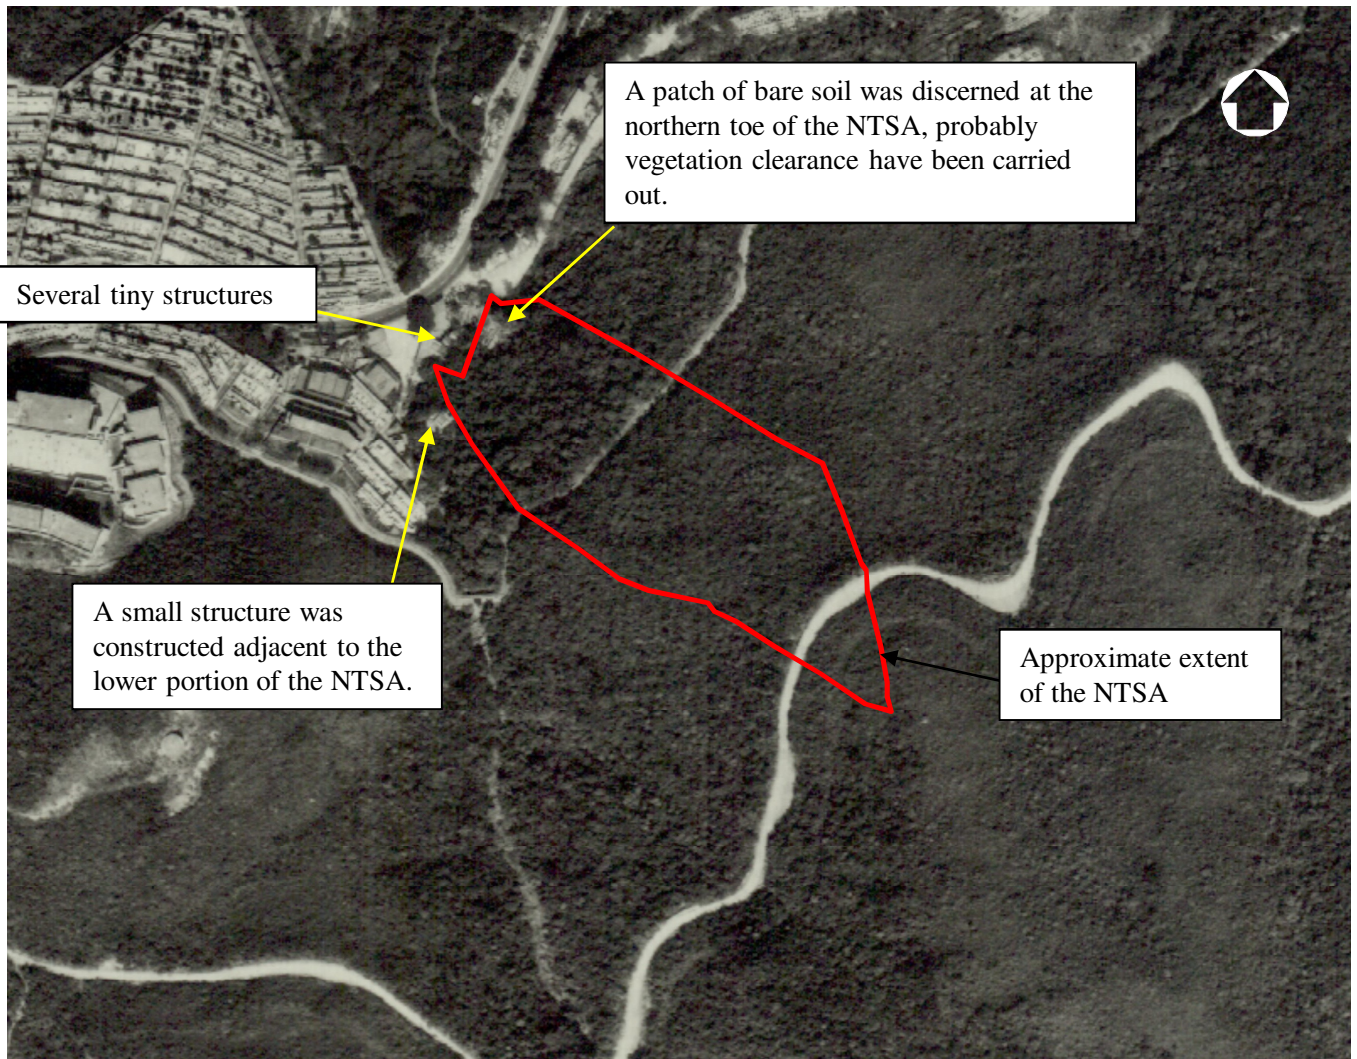 A patch of bare soil was discerned at the
northern toe of the NTSA, probably
vegetation clearance have been carried
out.
Several tiny structures
A small structure was
constructed adjacent to the
lower portion of the NTSA.
Approximate extent
of the NTSA